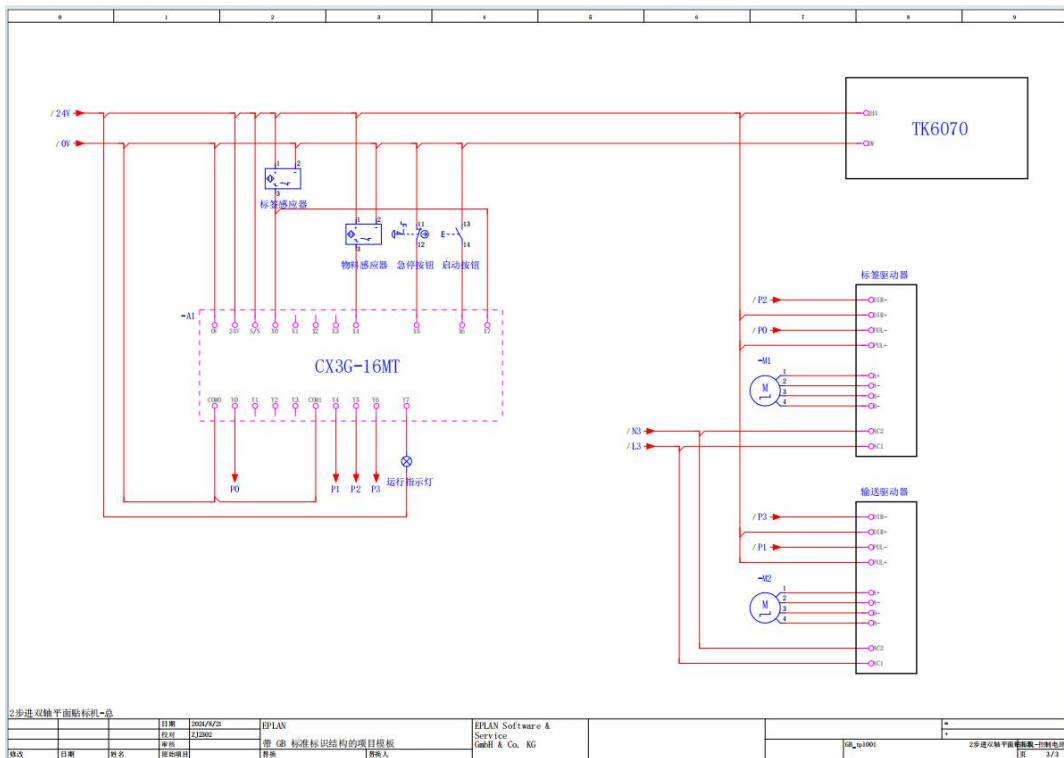 0 1 2 3 4 5 6 7 8 9
/24V
24V
TK6070
/0V
0V
1 2
3
标签感应器
1 2
3
11
12
13
E
14
物料感应器 急停按钮 启动按钮
-A1
0V 24V S/S X0 X1 X2 X3 X4 X5 X6 X7
CX3G-16MT
COM0 Y0 Y1 Y2 Y3 COM1 Y4 Y5 Y6 Y7
P0 P1 P2 P3 运行指示灯
标签驱动器
/P2
DIR-
DIR+
/P0
PUL-
PUL+
-M1
M
1 A+
2 A-
3 B+
4 B-
/N3
AC2
/L3
AC1
输送驱动器
/P3
DIR-
DIR+
/P1
PUL-
PUL+
-M2
M
1 A+
2 A-
3 B+
4 B-
AC2
AC1
2步进双轴平面贴标机-总
日期 2024/8/21 EPLAN EPLAN Software & =
校对 ZJ2302 Service +
审核 带 GB 标准标识结构的项目模板 GmbH & Co. KG GB_tpl001
修改 日期 姓名 原始项目 替换 替换人 页 3/3